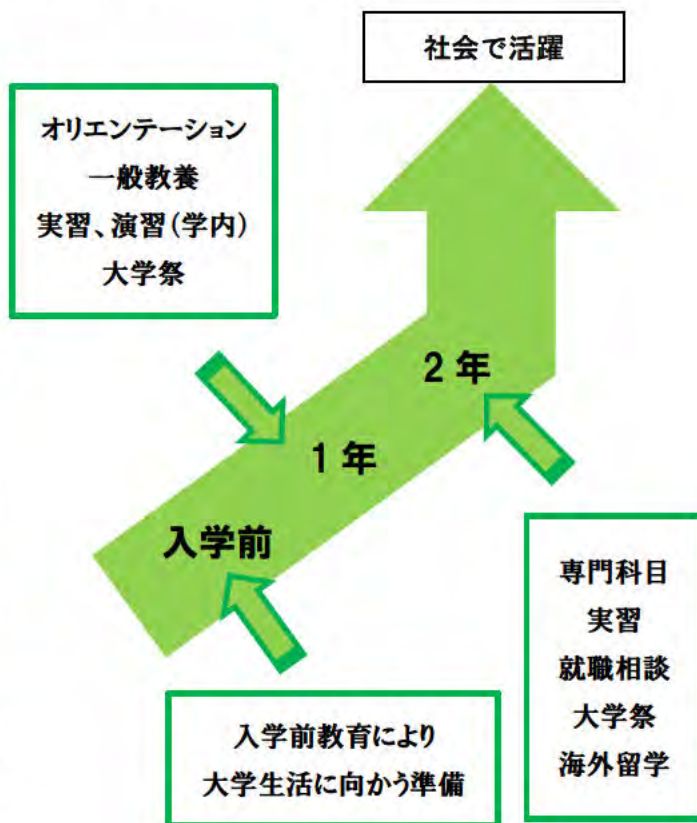 社会で活躍
オリエンテーション
一般教養
実習、演習(学内)
大学祭
2年
1年
入学前
専門科目
実習
就職相談
大学祭
海外留学
入学前教育により
大学生活に向かう準備